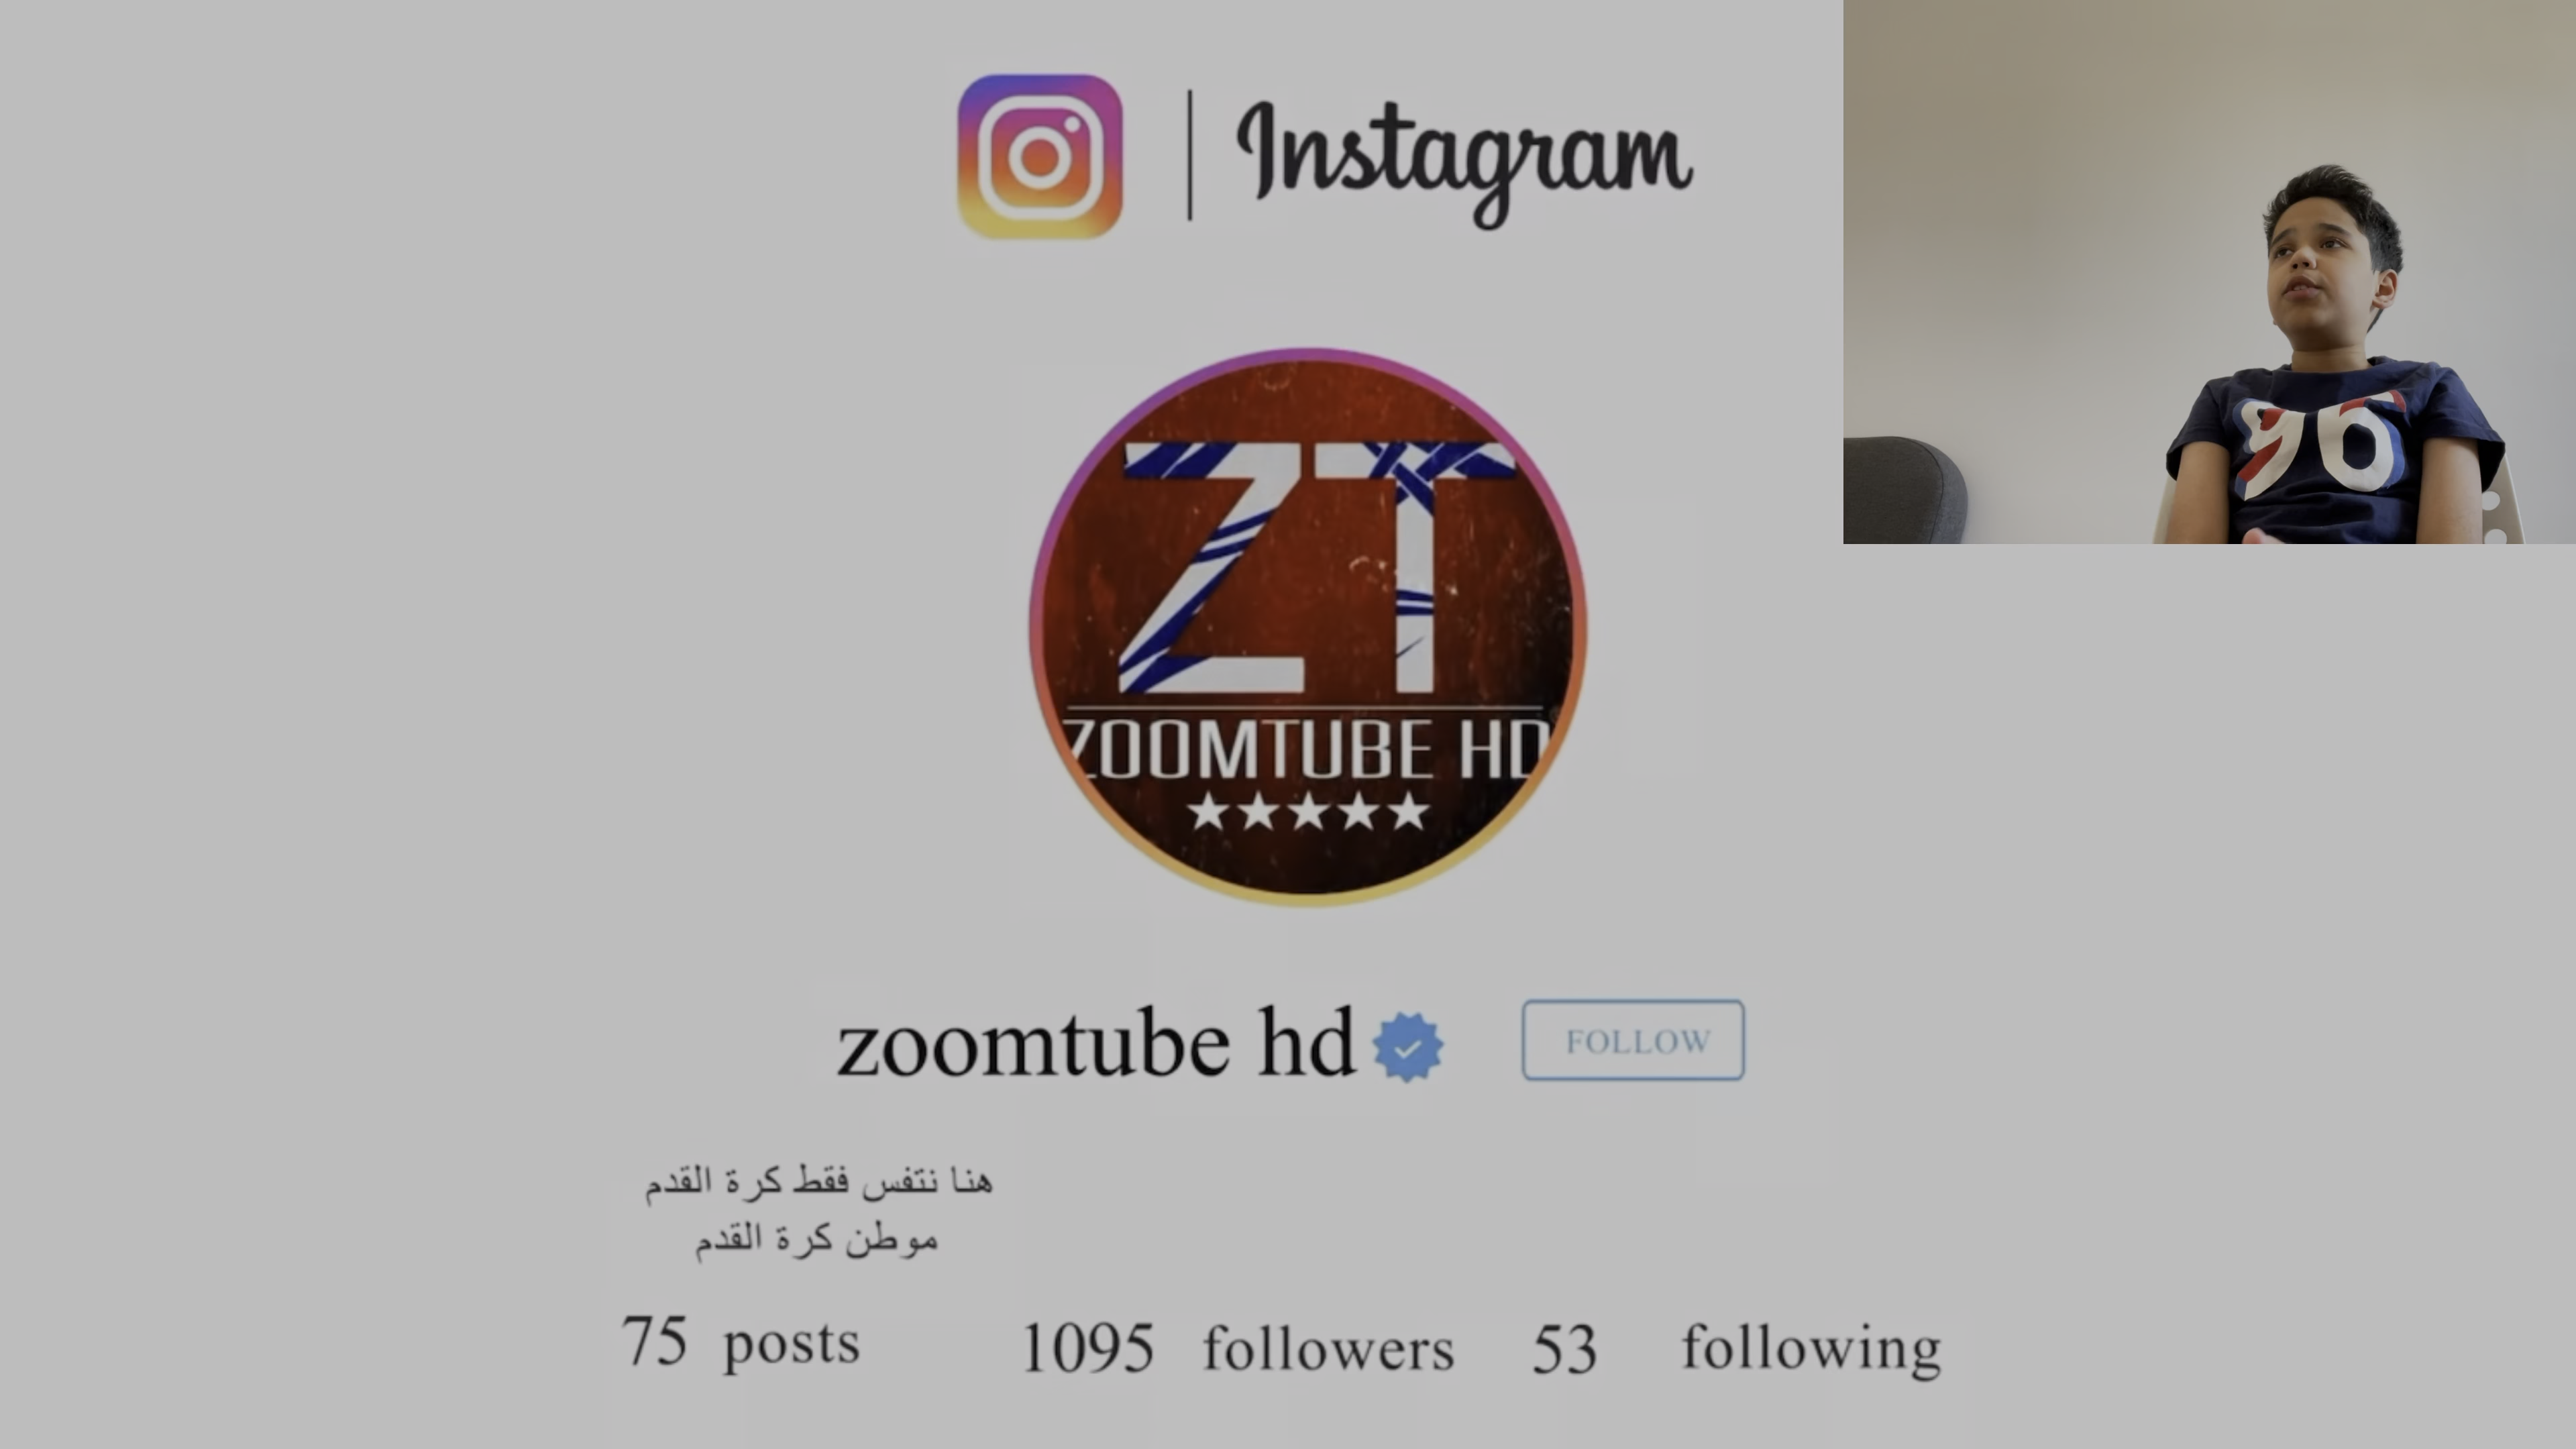 Instagram
ZT
ZOOMTUBE HD
zoomtube hd
FOLLOW
هنا نتفس فقط كرة القدم
موطن كرة القدم
75 posts 1095 followers 53 following
96